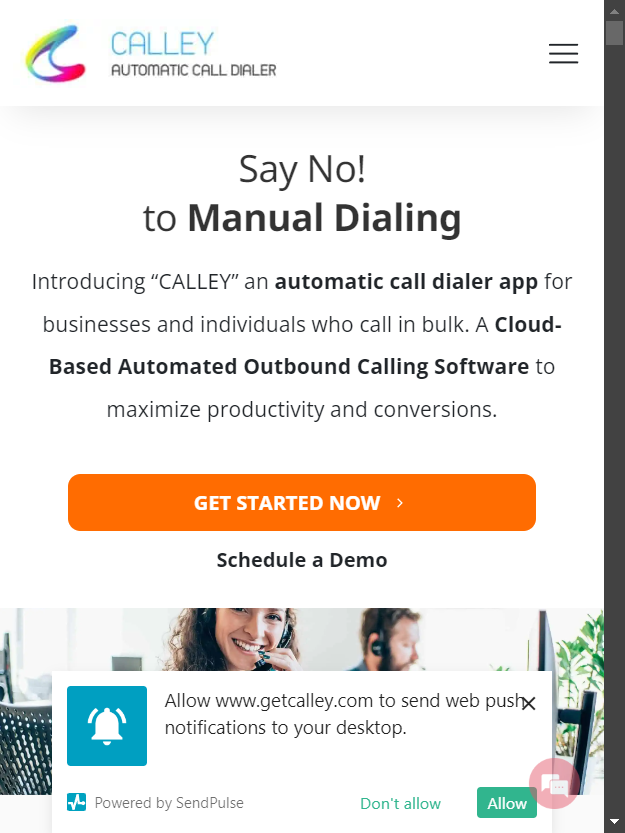 CALLEY
AUTOMATIC CALL DIALER
Say No!
to Manual Dialing
Introducing “CALLEY” an automatic call dialer app for
businesses and individuals who call in bulk. A Cloud-
Based Automated Outbound Calling Software to
maximize productivity and conversions.
GET STARTED NOW
Schedule a Demo
Allow www.getcalley.com to send web push
notifications to your desktop.
Powered by SendPulse
Don't allow
Allow